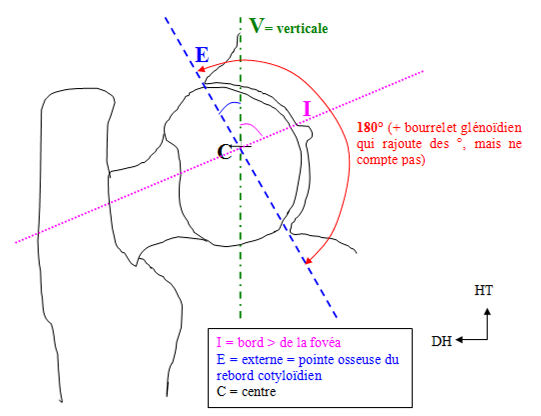 V= verticale
E
I
180° (+ bourrelet glénoïdien
qui rajoute des °, mais ne
compte pas)
C
HT
DH
I = bord > de la fovéa
E = externe = pointe osseuse du
rebord cotyloïdien
C = centre